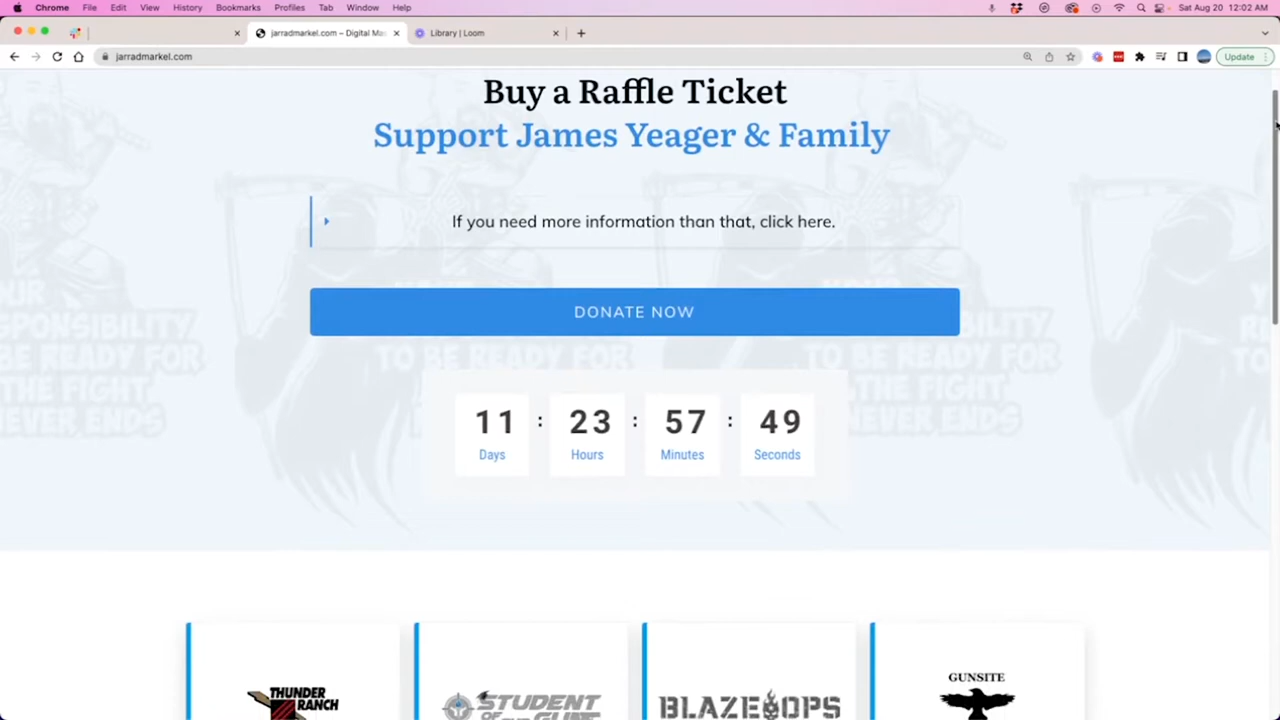 Chrome File Edit View History Bookmarks Profiles Tab Window Help Sat Aug 20 12:02 AM
jarradmarkel.com – Digital Ma Library | Loom
jarradmarkel.com Update
Buy a Raffle Ticket
Support James Yeager & Family
If you need more information than that, click here.
DONATE NOW
11 : 23 : 57 : 49
Days Hours Minutes Seconds
TO BE READY FOR
BE READY FOR
THE FIGHT
NEVER ENDS
THUNDER RANCH
STUDENT OF THE GUN
BLAZE OPS
GUNSITE